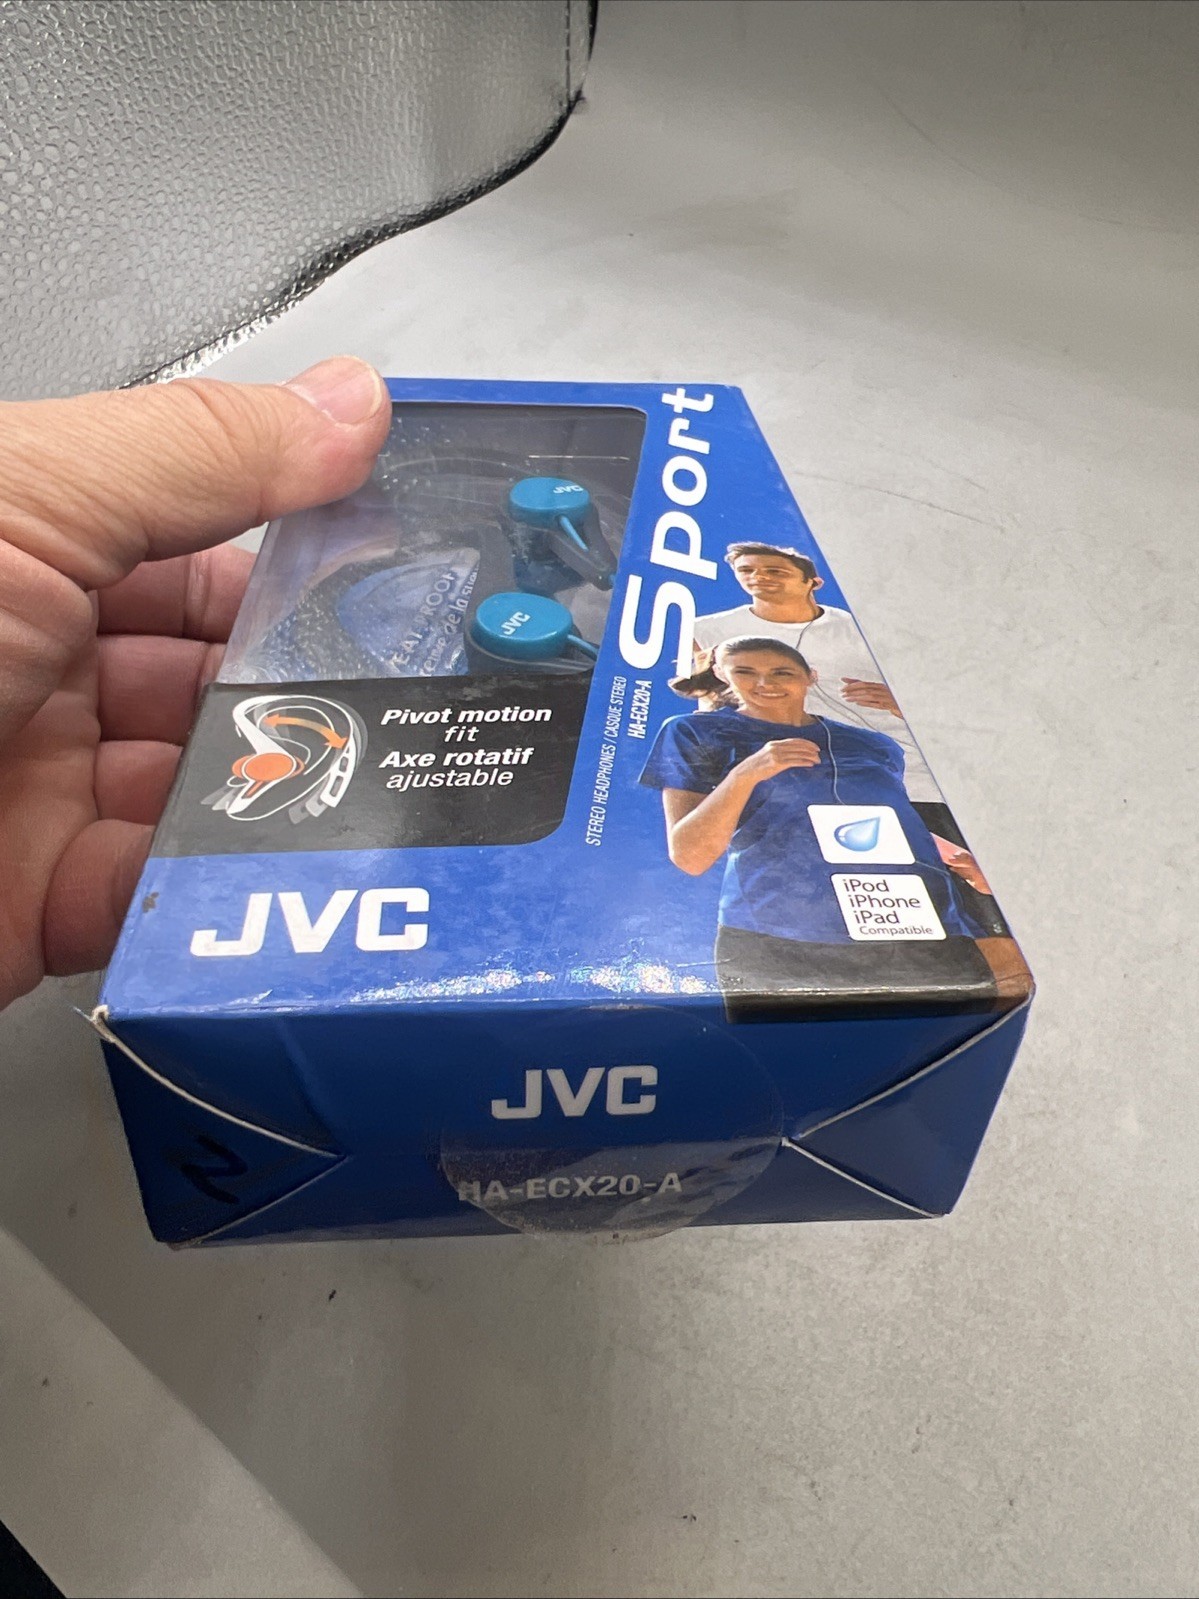 JVC
JVC
Sport
HA-ECX20-A
STEREO HEADPHONES / CASQUE STEREO
Pivot motion
fit
Axe rotatif
ajustable
iPod
iPhone
iPad
Compatible
JVC
JVC
HA-ECX20-A